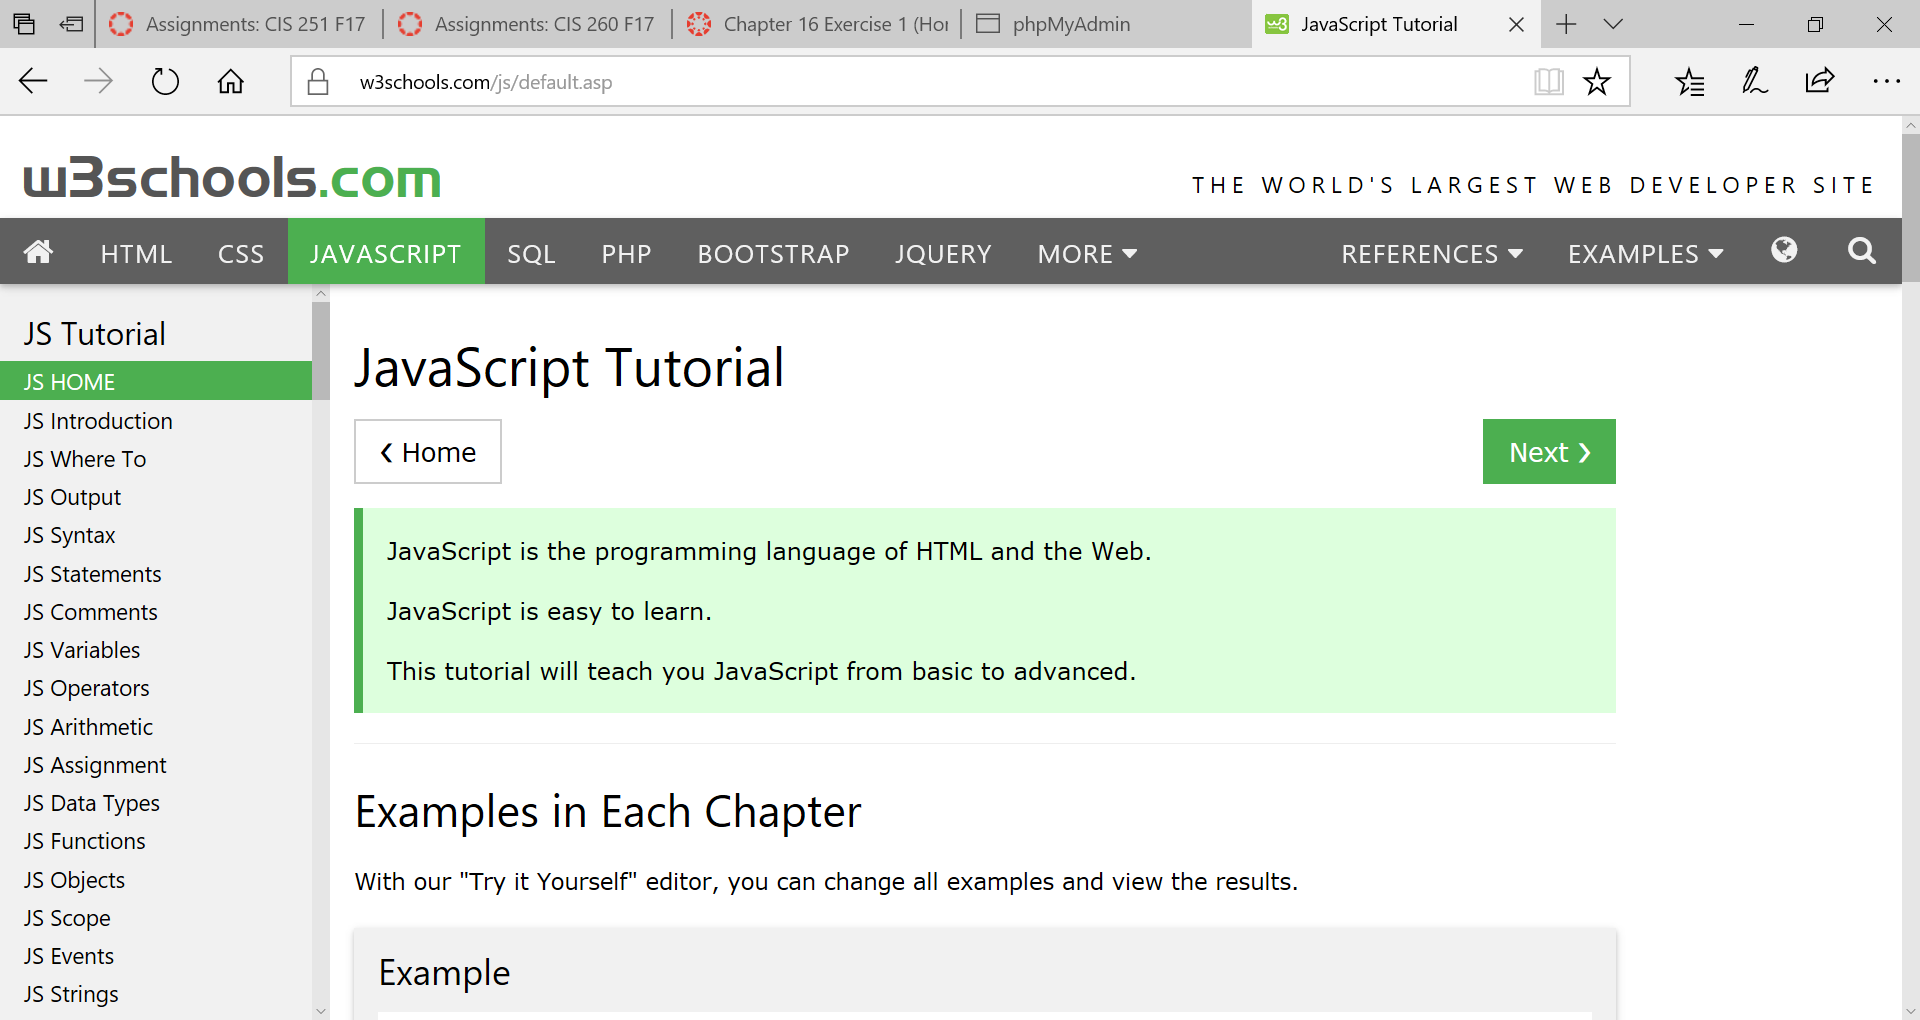 Assignments: CIS 251 F17
Assignments: CIS 260 F17
Chapter 16 Exercise 1 (Hor
phpMyAdmin
JavaScript Tutorial
w3schools.com/js/default.asp
w3schools.com
THE WORLD'S LARGEST WEB DEVELOPER SITE
HTML CSS JAVASCRIPT SQL PHP BOOTSTRAP JQUERY MORE REFERENCES EXAMPLES
JS Tutorial
JS HOME
JS Introduction
JS Where To
JS Output
JS Syntax
JS Statements
JS Comments
JS Variables
JS Operators
JS Arithmetic
JS Assignment
JS Data Types
JS Functions
JS Objects
JS Scope
JS Events
JS Strings
JavaScript Tutorial
❮ Home
Next ❯
JavaScript is the programming language of HTML and the Web.
JavaScript is easy to learn.
This tutorial will teach you JavaScript from basic to advanced.
Examples in Each Chapter
With our "Try it Yourself" editor, you can change all examples and view the results.
Example